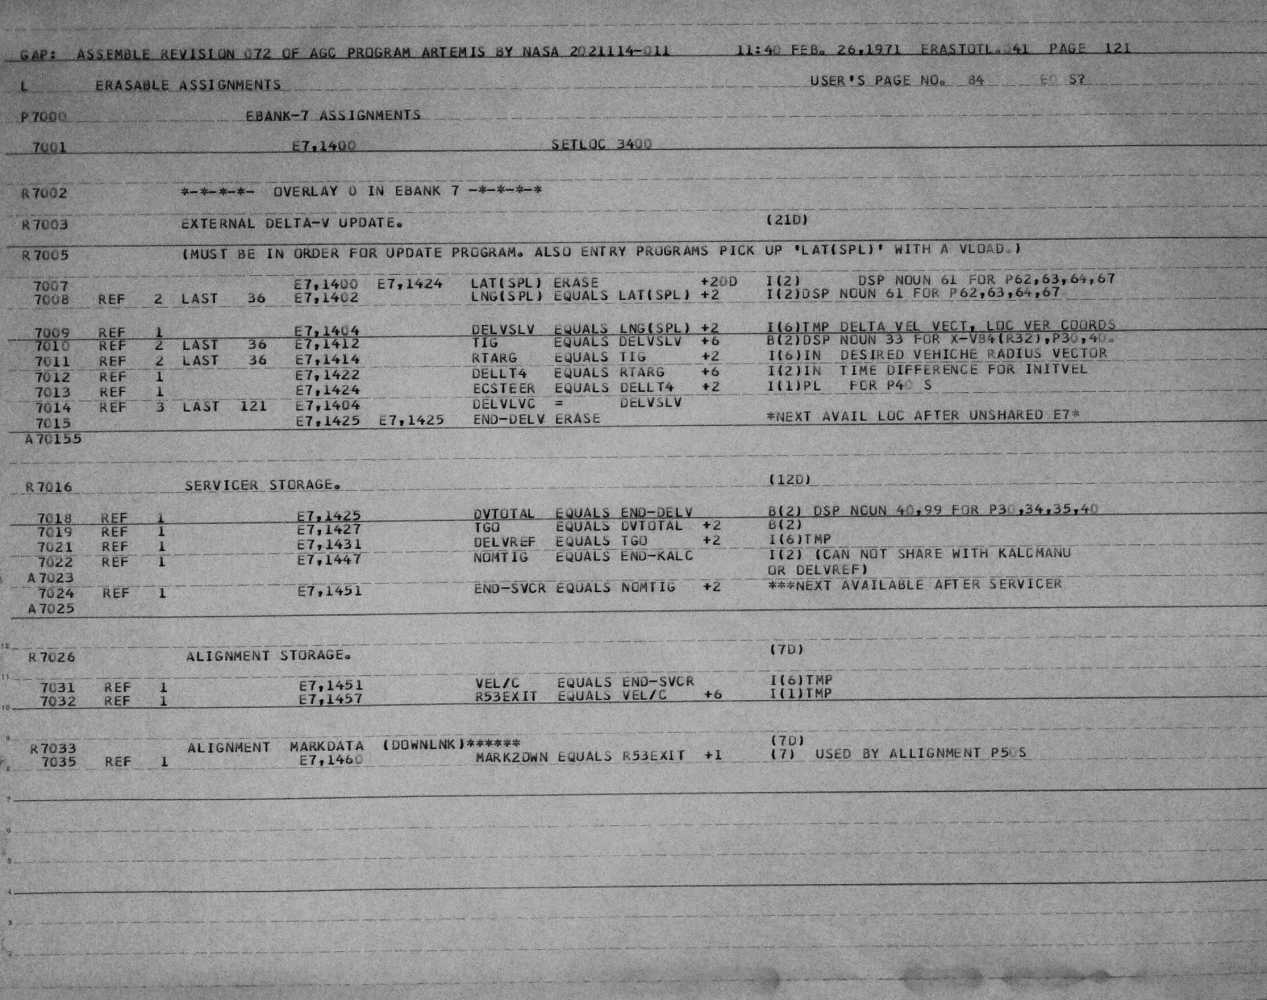 GAP: ASSEMBLE REVISION 072 OF AGC PROGRAM ARTEMIS BY NASA 2021114-011 11:40 FEB. 26,1971 ERASTOTL.041 PAGE 121
L ERASABLE ASSIGNMENTS USER'S PAGE NO. 84 E0 S?
P7000 EBANK-7 ASSIGNMENTS
7001 E7,1400 SETLOC 3400
R7002 *-*-*-*- OVERLAY 0 IN EBANK 7 -*-*-*-*
R7003 EXTERNAL DELTA-V UPDATE. (21D)
R7005 (MUST BE IN ORDER FOR UPDATE PROGRAM. ALSO ENTRY PROGRAMS PICK UP 'LAT(SPL)' WITH A VLOAD.)
7007 E7,1400 E7,1424 LAT(SPL) ERASE +20D I(2) DSP NOUN 61 FOR P62,63,64,67
7008 REF 2 LAST 36 E7,1402 LNG(SPL) EQUALS LAT(SPL) +2 I(2)DSP NOUN 61 FOR P62,63,64,67
7009 REF 1 E7,1404 DELVSLV EQUALS LNG(SPL) +2 I(6)TMP DELTA VEL VECT, LOC VER COORDS
7010 REF 2 LAST 36 E7,1412 TIG EQUALS DELVSLV +6 B(2)DSP NOUN 33 FOR X-V84(R32),P30,40.
7011 REF 2 LAST 36 E7,1414 RTARG EQUALS TIG +2 I(6)IN DESIRED VEHICHE RADIUS VECTOR
7012 REF 1 E7,1422 DELLT4 EQUALS RTARG +6 I(2)IN TIME DIFFERENCE FOR INITVEL
7013 REF 1 E7,1424 ECSTEER EQUALS DELLT4 +2 I(1)PL FOR P40 S
7014 REF 3 LAST 121 E7,1404 DELVLVC = DELVSLV
7015 E7,1425 E7,1425 END-DELV ERASE *NEXT AVAIL LOC AFTER UNSHARED E7*
A70155
R7016 SERVICER STORAGE. (12D)
7018 REF 1 E7,1425 DVTOTAL EQUALS END-DELV B(2) DSP NOUN 40,99 FOR P30,34,35,40
7019 REF 1 E7,1427 TGO EQUALS DVTOTAL +2 B(2)
7021 REF 1 E7,1431 DELVREF EQUALS TGO +2 I(6)TMP
7022 REF 1 E7,1447 NOMTIG EQUALS END-KALC I(2) (CAN NOT SHARE WITH KALCMANU
A7023 OR DELVREF)
7024 REF 1 E7,1451 END-SVCR EQUALS NOMTIG +2 ***NEXT AVAILABLE AFTER SERVICER
A7025
R7026 ALIGNMENT STORAGE. (7D)
7031 REF 1 E7,1451 VEL/C EQUALS END-SVCR I(6)TMP
7032 REF 1 E7,1457 R53EXIT EQUALS VEL/C +6 I(1)TMP
R7033 ALIGNMENT MARKDATA (DOWNLNK)****** (7D)
7035 REF 1 E7,1460 MARK2DWN EQUALS R53EXIT +1 (7) USED BY ALLIGNMENT P50S